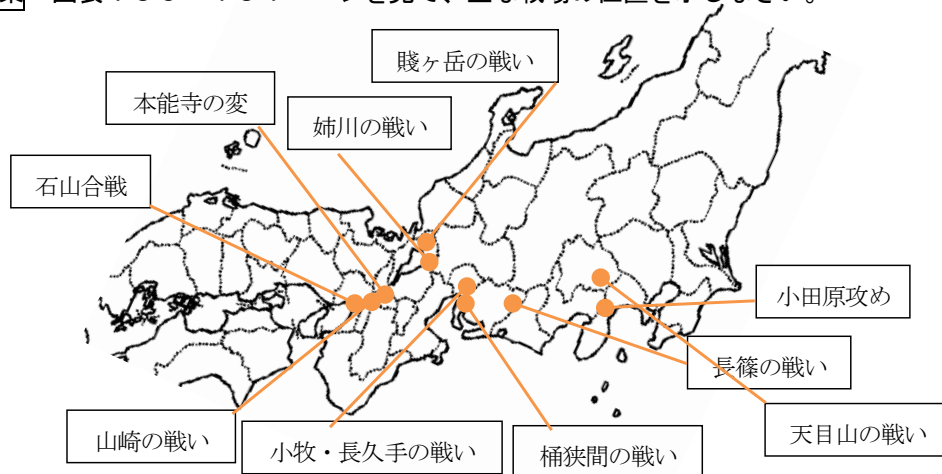 賤ヶ岳の戦い
本能寺の変
姉川の戦い
石山合戦
小田原攻め
長篠の戦い
山崎の戦い
小牧・長久手の戦い
桶狭間の戦い
天目山の戦い